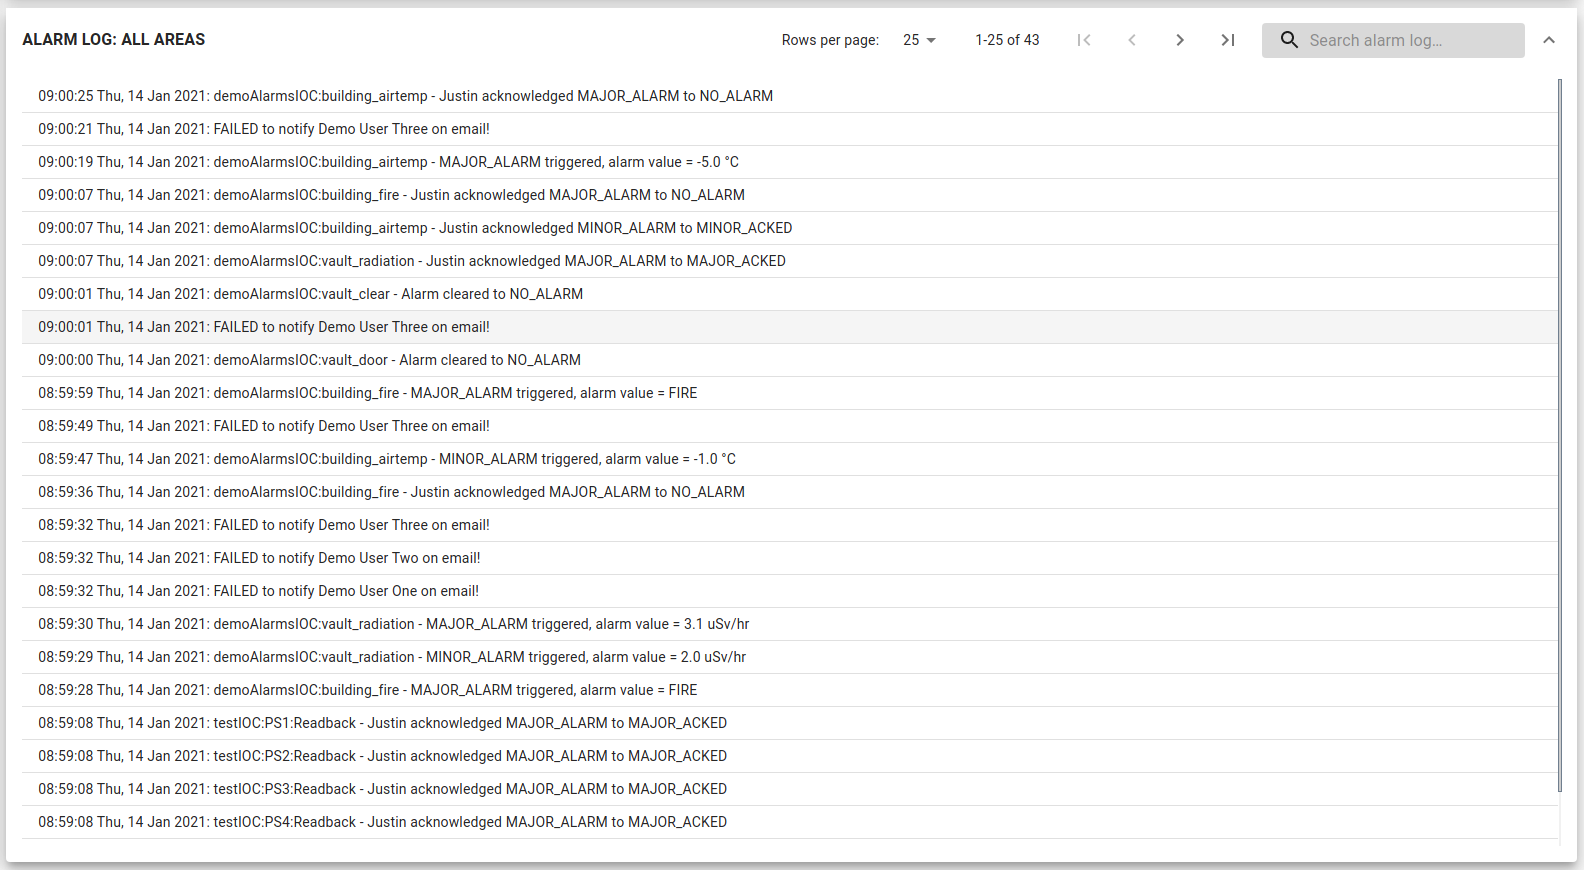 ALARM LOG: ALL AREAS
Rows per page: 25 1-25 of 43 Search alarm log...
09:00:25 Thu, 14 Jan 2021: demoAlarmsIOC:building_airtemp - Justin acknowledged MAJOR_ALARM to NO_ALARM
09:00:21 Thu, 14 Jan 2021: FAILED to notify Demo User Three on email!
09:00:19 Thu, 14 Jan 2021: demoAlarmsIOC:building_airtemp - MAJOR_ALARM triggered, alarm value = -5.0 °C
09:00:07 Thu, 14 Jan 2021: demoAlarmsIOC:building_fire - Justin acknowledged MAJOR_ALARM to NO_ALARM
09:00:07 Thu, 14 Jan 2021: demoAlarmsIOC:building_airtemp - Justin acknowledged MINOR_ALARM to MINOR_ACKED
09:00:07 Thu, 14 Jan 2021: demoAlarmsIOC:vault_radiation - Justin acknowledged MAJOR_ALARM to MAJOR_ACKED
09:00:01 Thu, 14 Jan 2021: demoAlarmsIOC:vault_clear - Alarm cleared to NO_ALARM
09:00:01 Thu, 14 Jan 2021: FAILED to notify Demo User Three on email!
09:00:00 Thu, 14 Jan 2021: demoAlarmsIOC:vault_door - Alarm cleared to NO_ALARM
08:59:59 Thu, 14 Jan 2021: demoAlarmsIOC:building_fire - MAJOR_ALARM triggered, alarm value = FIRE
08:59:49 Thu, 14 Jan 2021: FAILED to notify Demo User Three on email!
08:59:47 Thu, 14 Jan 2021: demoAlarmsIOC:building_airtemp - MINOR_ALARM triggered, alarm value = -1.0 °C
08:59:36 Thu, 14 Jan 2021: demoAlarmsIOC:building_fire - Justin acknowledged MAJOR_ALARM to NO_ALARM
08:59:32 Thu, 14 Jan 2021: FAILED to notify Demo User Three on email!
08:59:32 Thu, 14 Jan 2021: FAILED to notify Demo User Two on email!
08:59:32 Thu, 14 Jan 2021: FAILED to notify Demo User One on email!
08:59:30 Thu, 14 Jan 2021: demoAlarmsIOC:vault_radiation - MAJOR_ALARM triggered, alarm value = 3.1 uSv/hr
08:59:29 Thu, 14 Jan 2021: demoAlarmsIOC:vault_radiation - MINOR_ALARM triggered, alarm value = 2.0 uSv/hr
08:59:28 Thu, 14 Jan 2021: demoAlarmsIOC:building_fire - MAJOR_ALARM triggered, alarm value = FIRE
08:59:08 Thu, 14 Jan 2021: testIOC:PS1:Readback - Justin acknowledged MAJOR_ALARM to MAJOR_ACKED
08:59:08 Thu, 14 Jan 2021: testIOC:PS2:Readback - Justin acknowledged MAJOR_ALARM to MAJOR_ACKED
08:59:08 Thu, 14 Jan 2021: testIOC:PS3:Readback - Justin acknowledged MAJOR_ALARM to MAJOR_ACKED
08:59:08 Thu, 14 Jan 2021: testIOC:PS4:Readback - Justin acknowledged MAJOR_ALARM to MAJOR_ACKED